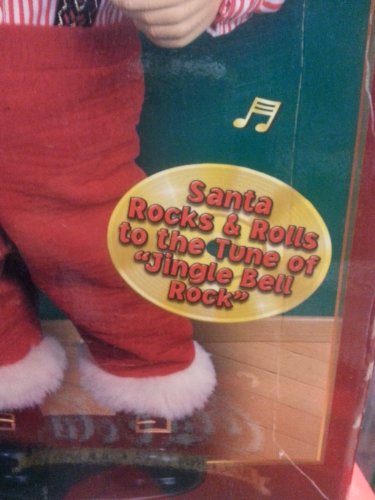 Santa
Rocks & Rolls
to the Tune of
"Jingle Bell
Rock"